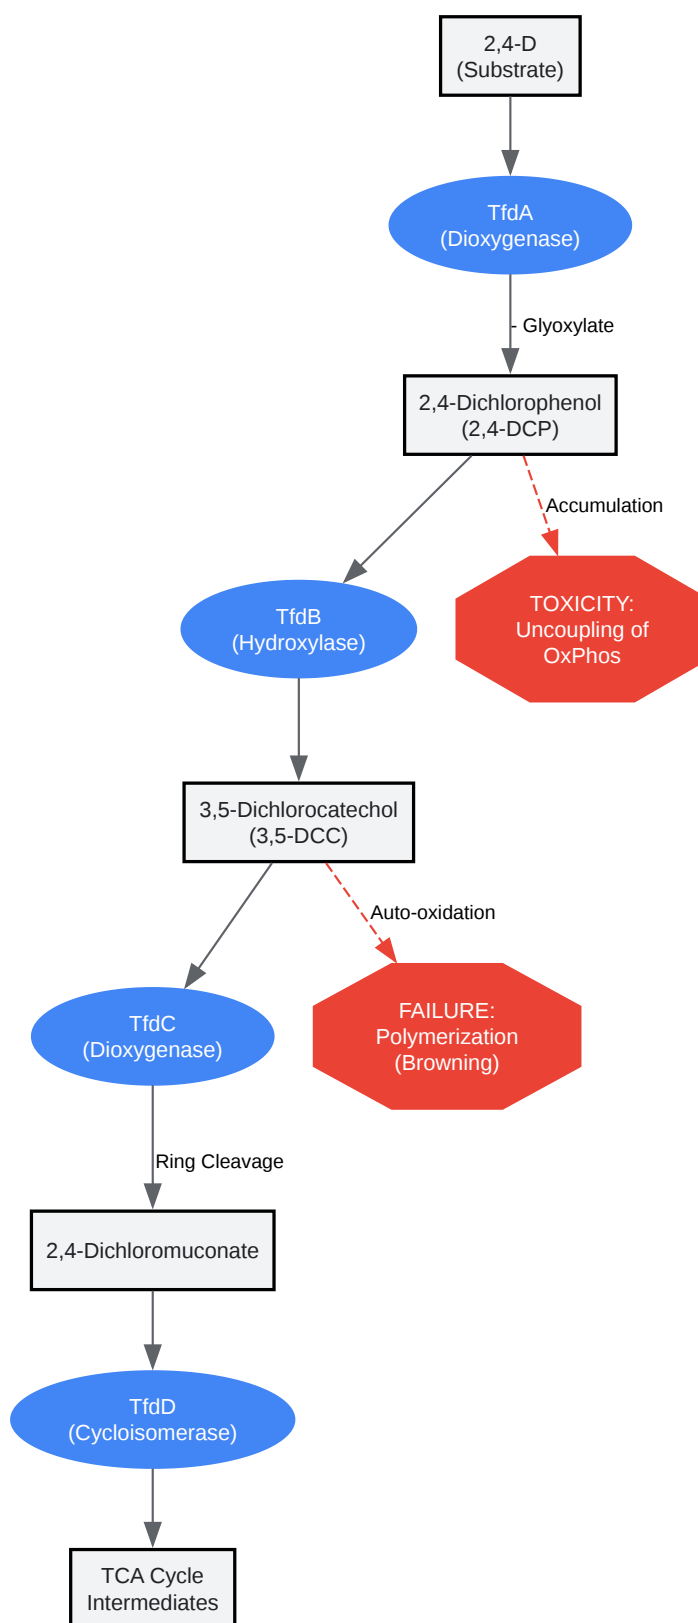 2,4-D
(Substrate)
TfdA
(Dioxygenase)
- Glyoxylate
2,4-Dichlorophenol
(2,4-DCP)
Accumulation
TfdB
(Hydroxylase)
TOXICITY:
Uncoupling of
OxPhos
3,5-Dichlorocatechol
(3,5-DCC)
Auto-oxidation
TfdC
(Dioxygenase)
FAILURE:
Polymerization
(Browning)
Ring Cleavage
2,4-Dichloromuconate
TfdD
(Cycloisomerase)
TCA Cycle
Intermediates